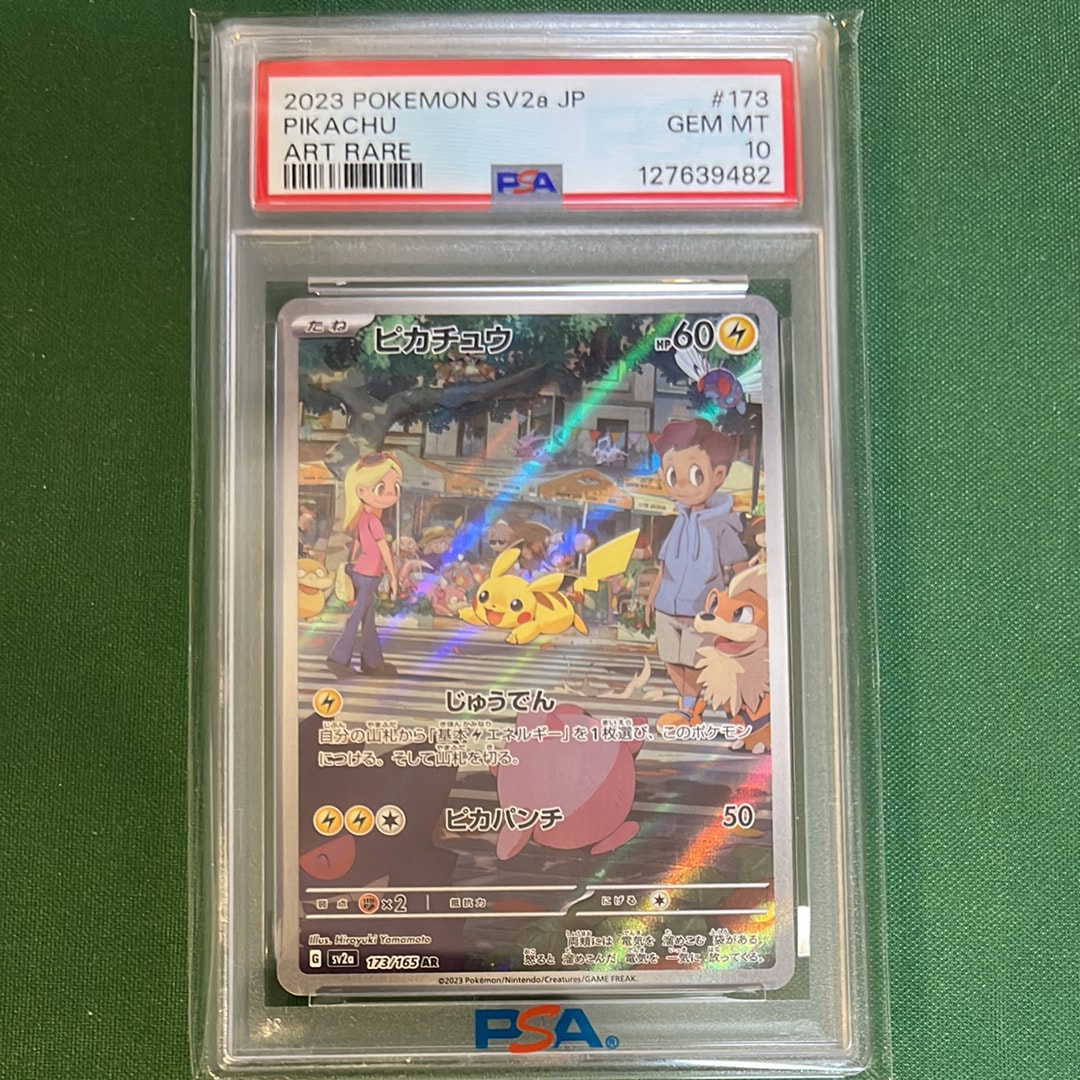 2023 POKEMON SV2a JP #173
PIKACHU GEM MT
ART RARE 10
PSA 127639482
たね ピカチュウ HP60
じゅうでん
自分の山札から「基本エネルギー」を1枚選び、このポケモン
につける。そして山札を切る。
ピカパンチ 50
弱点 ×2 抵抗力 にげる
Illus. Hiroyuki Yamamoto
両頬には 電気を 溜めこむ 袋がある。
怒ると 溜めこんだ 電気を 一気に 放ってくる。
G sv2a 173/165 AR
©2023 Pokémon/Nintendo/Creatures/GAME FREAK.
PSA®